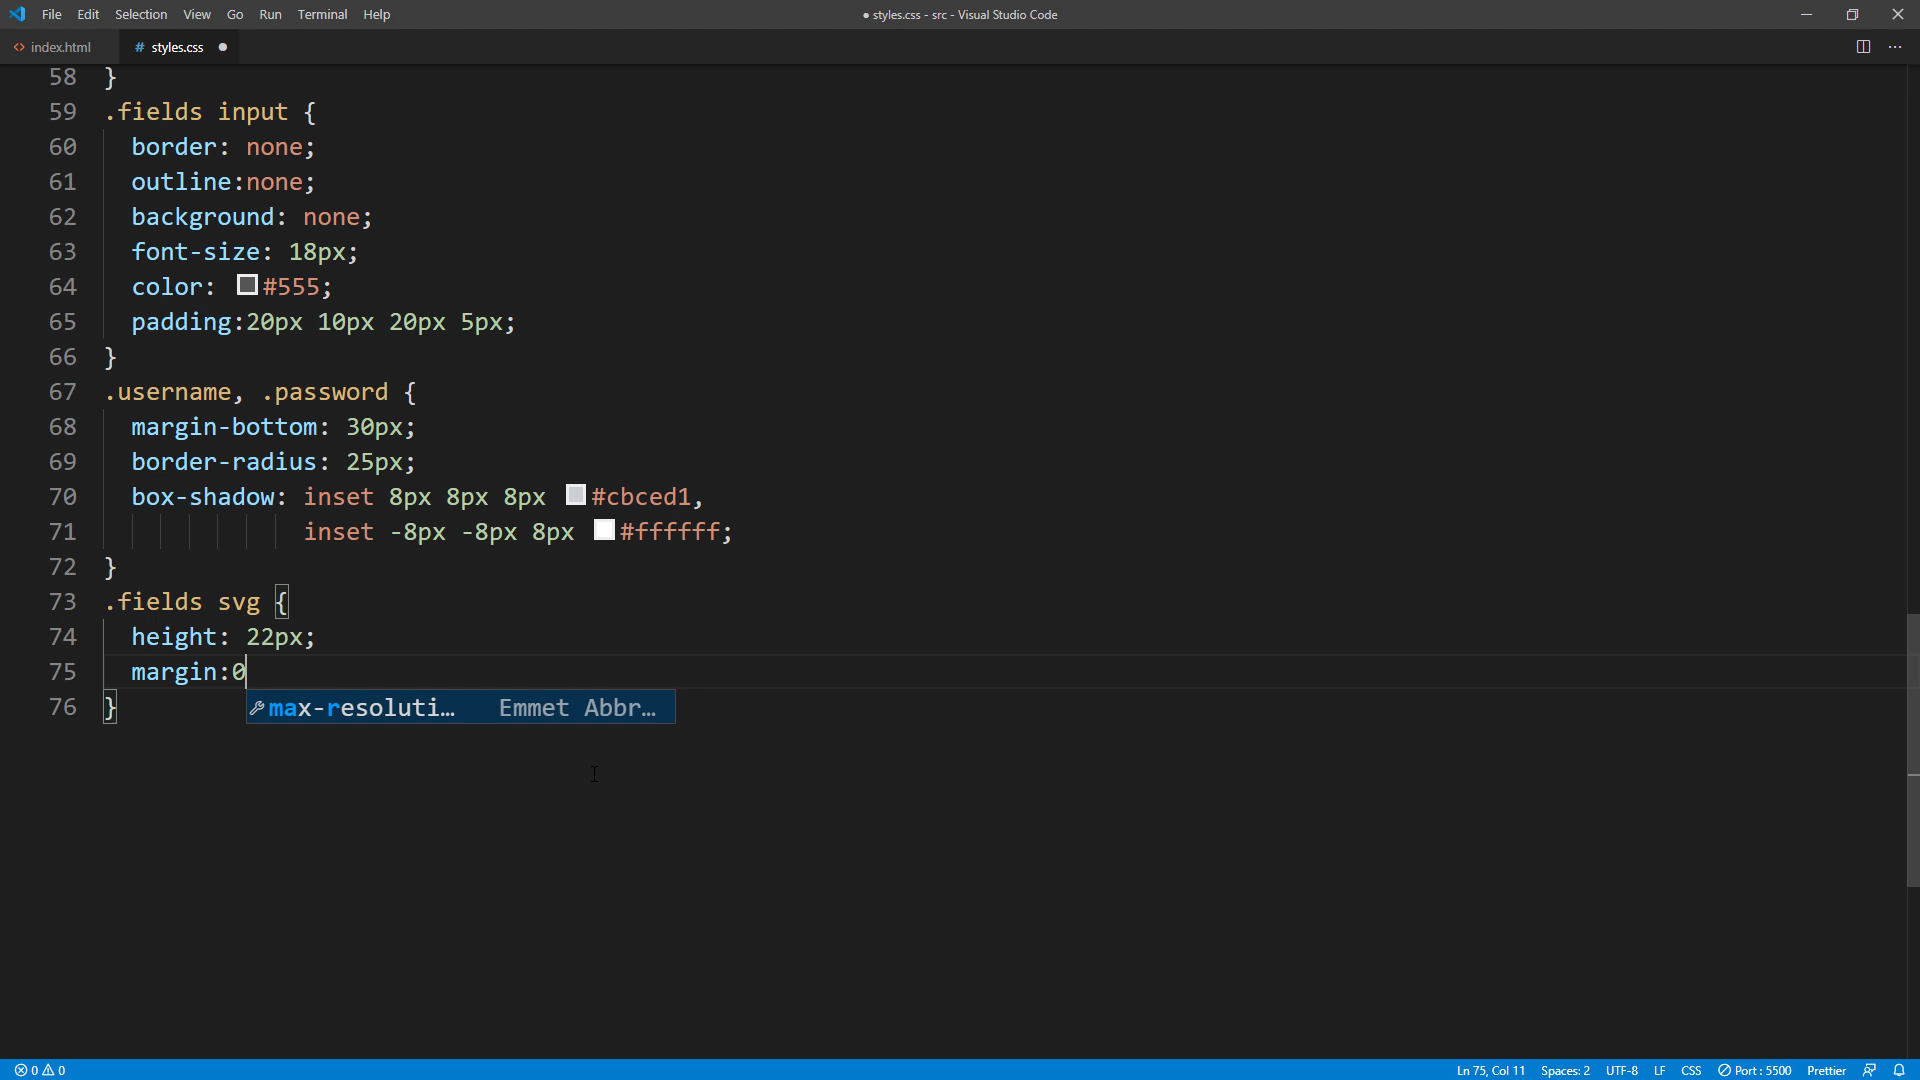 File Edit Selection View Go Run Terminal Help
● styles.css - src - Visual Studio Code
<> index.html
# styles.css ●
58 }
59 .fields input {
60 border: none;
61 outline:none;
62 background: none;
63 font-size: 18px;
64 color: #555;
65 padding:20px 10px 20px 5px;
66 }
67 .username, .password {
68 margin-bottom: 30px;
69 border-radius: 25px;
70 box-shadow: inset 8px 8px 8px #cbced1,
71 inset -8px -8px 8px #ffffff;
72 }
73 .fields svg {
74 height: 22px;
75 margin:0
76 }
max-resoluti… Emmet Abbr…
0 0
Ln 75, Col 11 Spaces: 2 UTF-8 LF CSS Port : 5500 Prettier